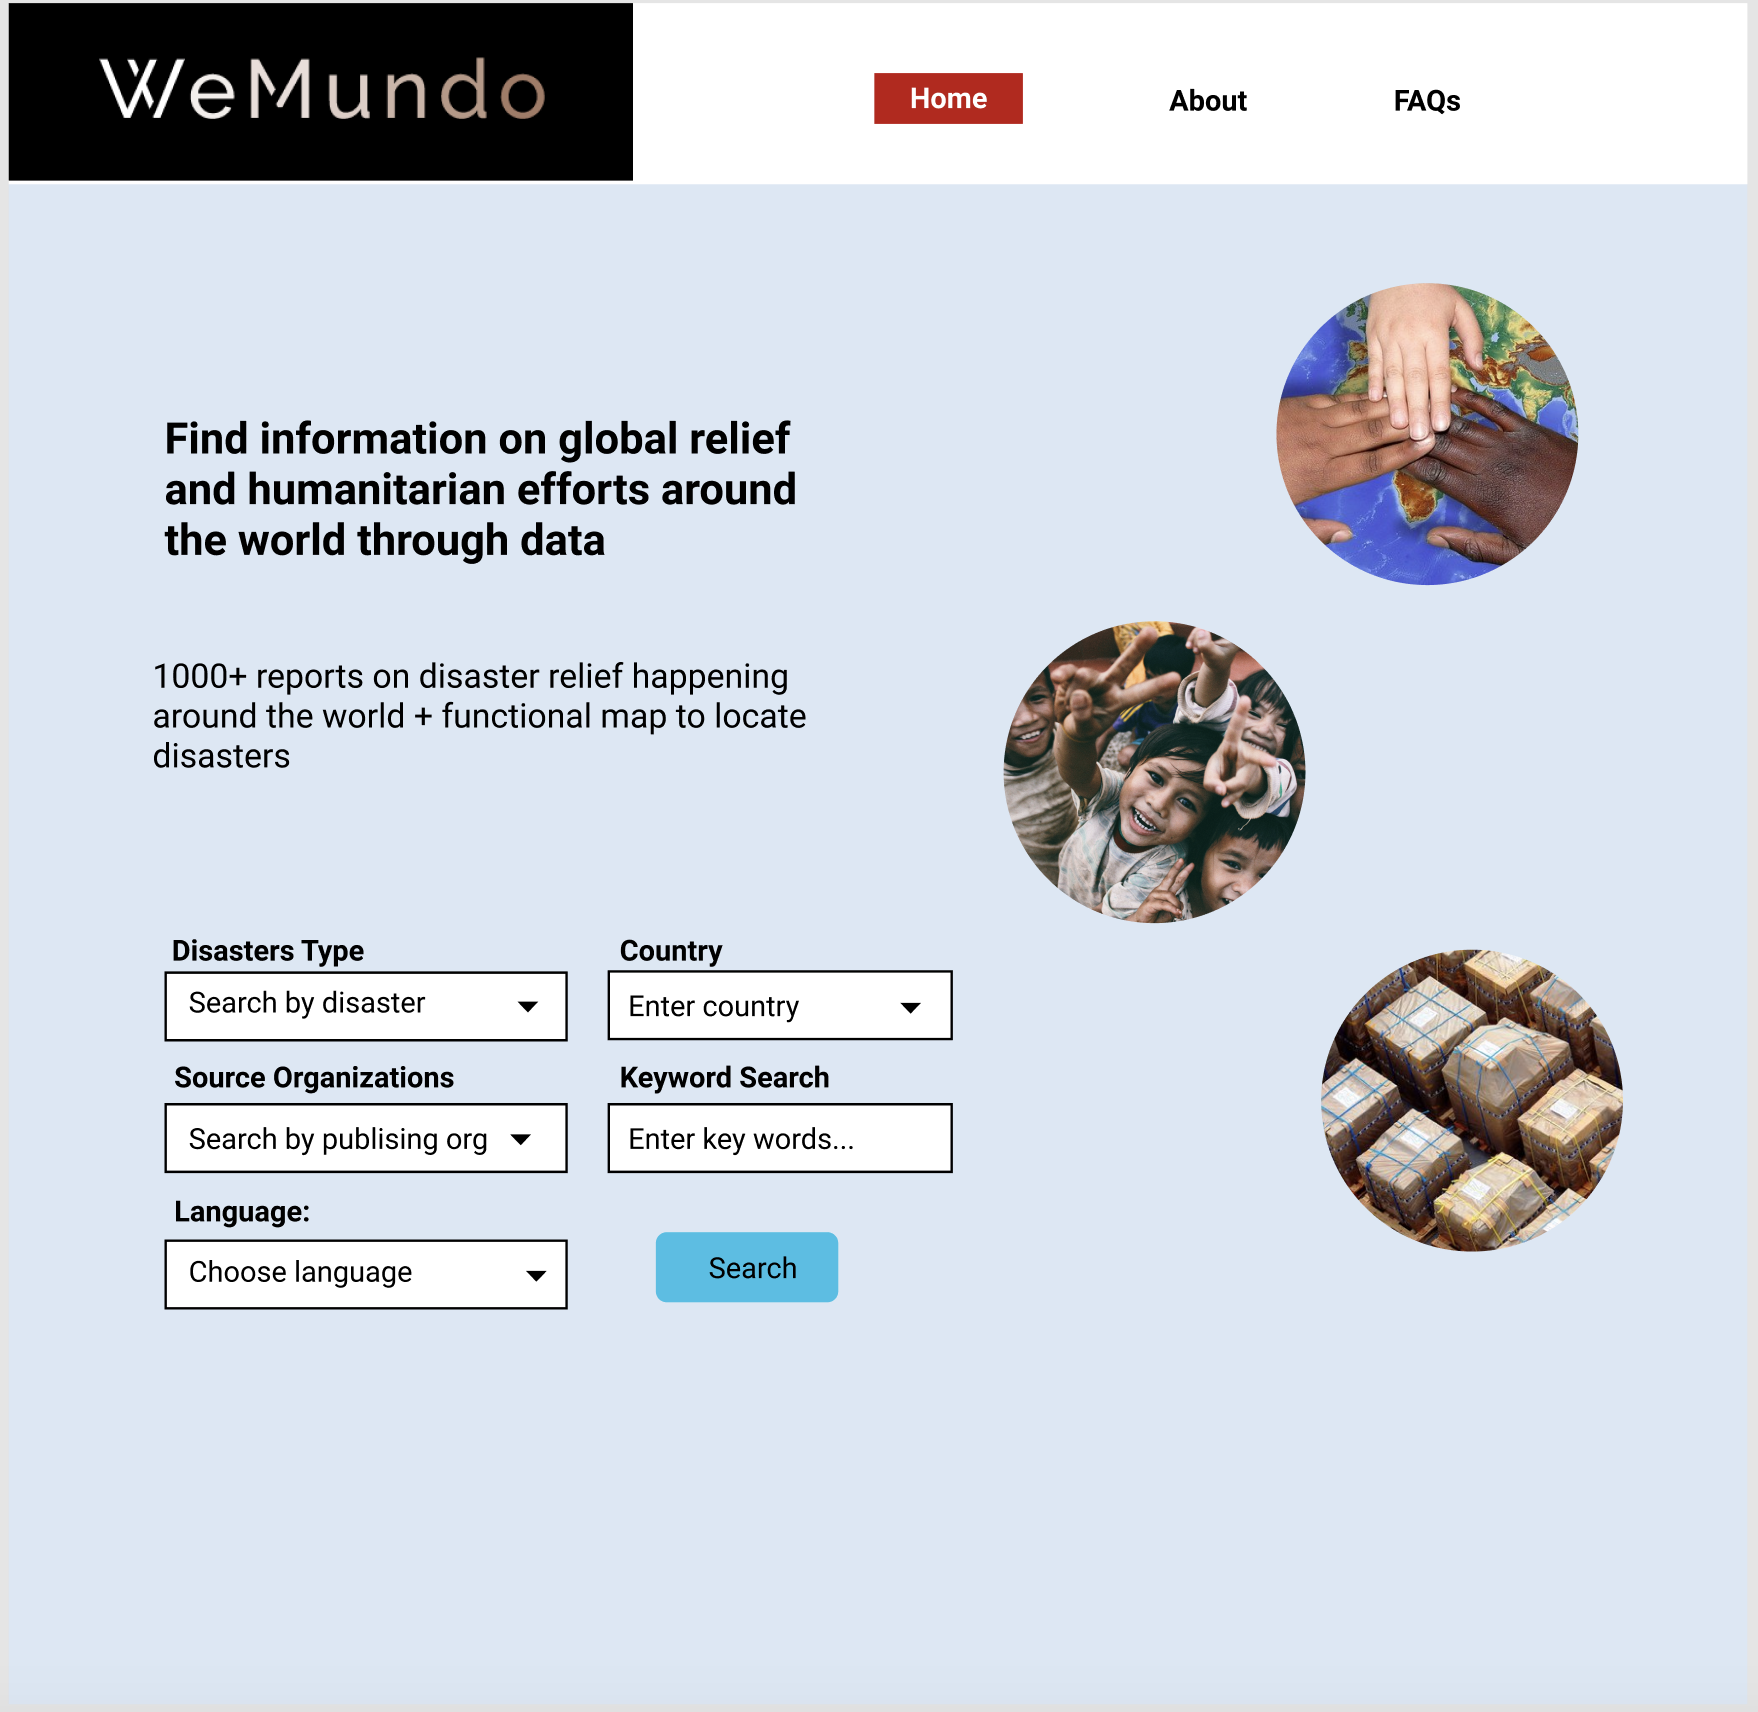 WeMundo
Home
About
FAQs
Find information on global relief
and humanitarian efforts around
the world through data
1000+ reports on disaster relief happening
around the world + functional map to locate
disasters
Disasters Type
Country
Search by disaster
Enter country
Source Organizations
Keyword Search
Search by publising org
Enter key words...
Language:
Choose language
Search